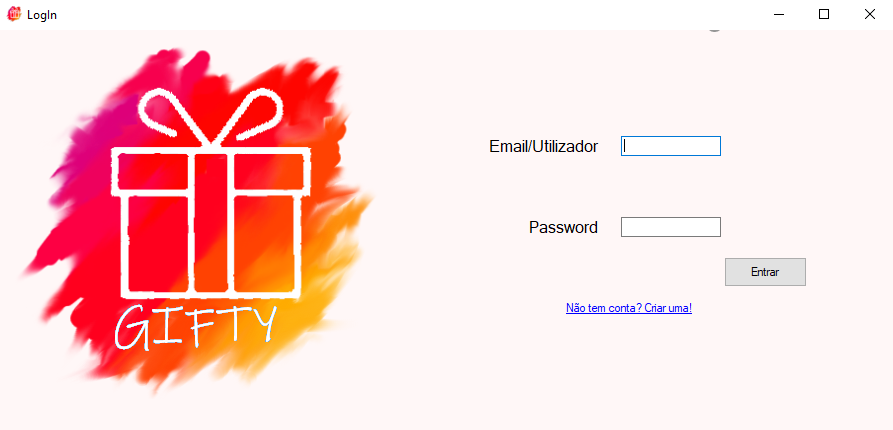 LogIn
GIFTY
Email/Utilizador
Password
Entrar
Não tem conta? Criar uma!